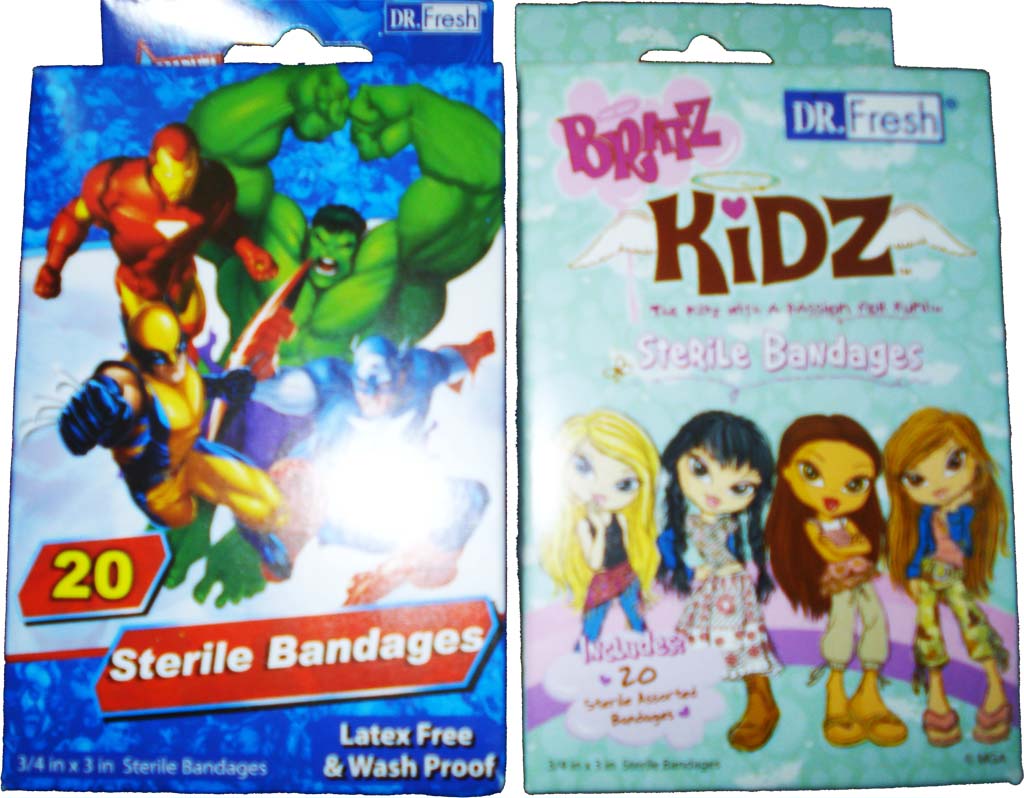 DR. Fresh®
20
Sterile Bandages
Latex Free
& Wash Proof
3/4 in x 3 in Sterile Bandages
BRATZ
DR. Fresh®
KiDZ™
Sterile Bandages
Includes:
20
Sterile Assorted
Bandages
3/4 in x 3 in Sterile Bandages
© MGA